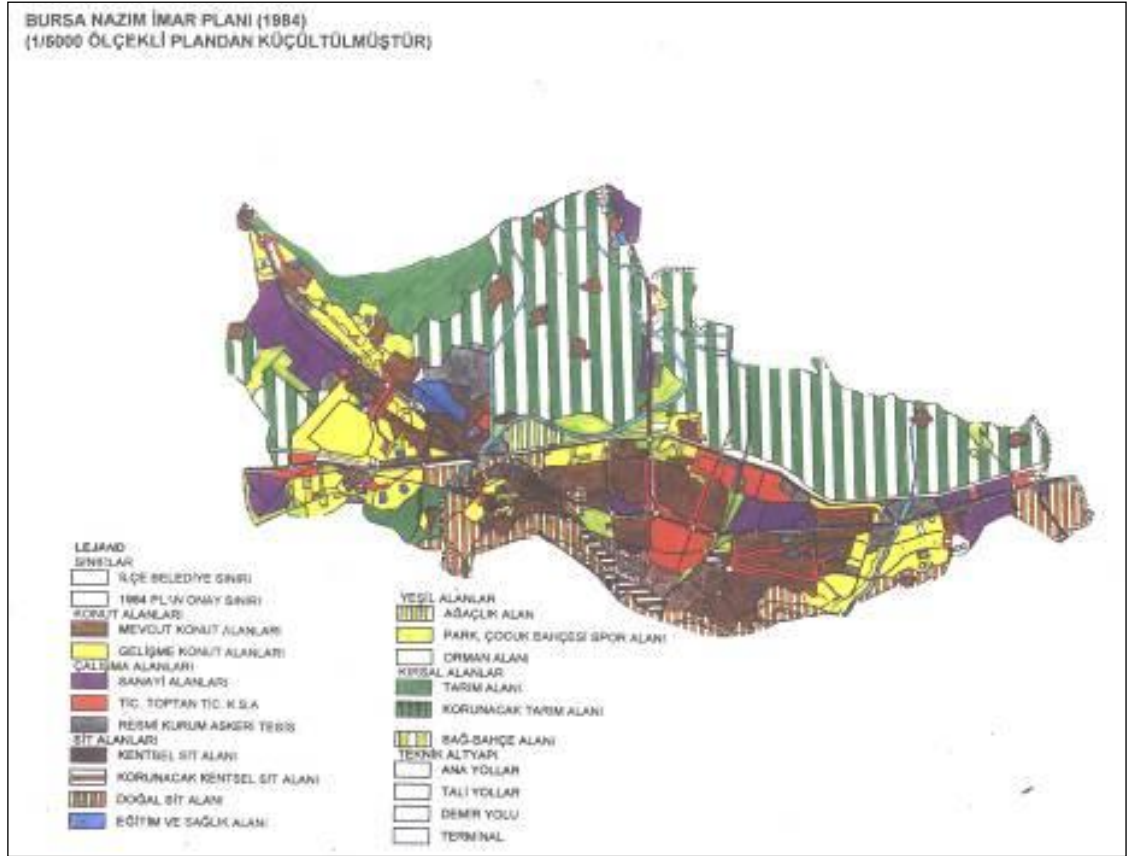 BURSA NAZIM İMAR PLANI (1984)
(1/5000 ÖLÇEKLİ PLANDAN KÜÇÜLTÜLMÜŞTÜR)
LEJAND
SINIRLAR
İLÇE BELEDİYE SINIRI
1984 PLAN ONAY SINIRI
KONUT ALANLARI
MEVCUT KONUT ALANLARI
GELİŞME KONUT ALANLARI
ÇALIŞMA ALANLARI
SANAYİ ALANLARI
TİC. TOPTAN TİC. K.S.A
RESMİ KURUM ASKERİ TESİS
SİT ALANLARI
KENTSEL SİT ALANI
KORUNACAK KENTSEL SİT ALANI
DOĞAL SİT ALANI
EĞİTİM VE SAĞLIK ALANI
YEŞİL ALANLAR
AĞAÇLIK ALAN
PARK, ÇOCUK BAHÇESİ SPOR ALANI
ORMAN ALANI
KIRSAL ALANLAR
TARIM ALANI
KORUNACAK TARIM ALANI
BAĞ-BAHÇE ALANI
TEKNİK ALTYAPI
ANA YOLLAR
TALİ YOLLAR
DEMİR YOLU
TERMİNAL